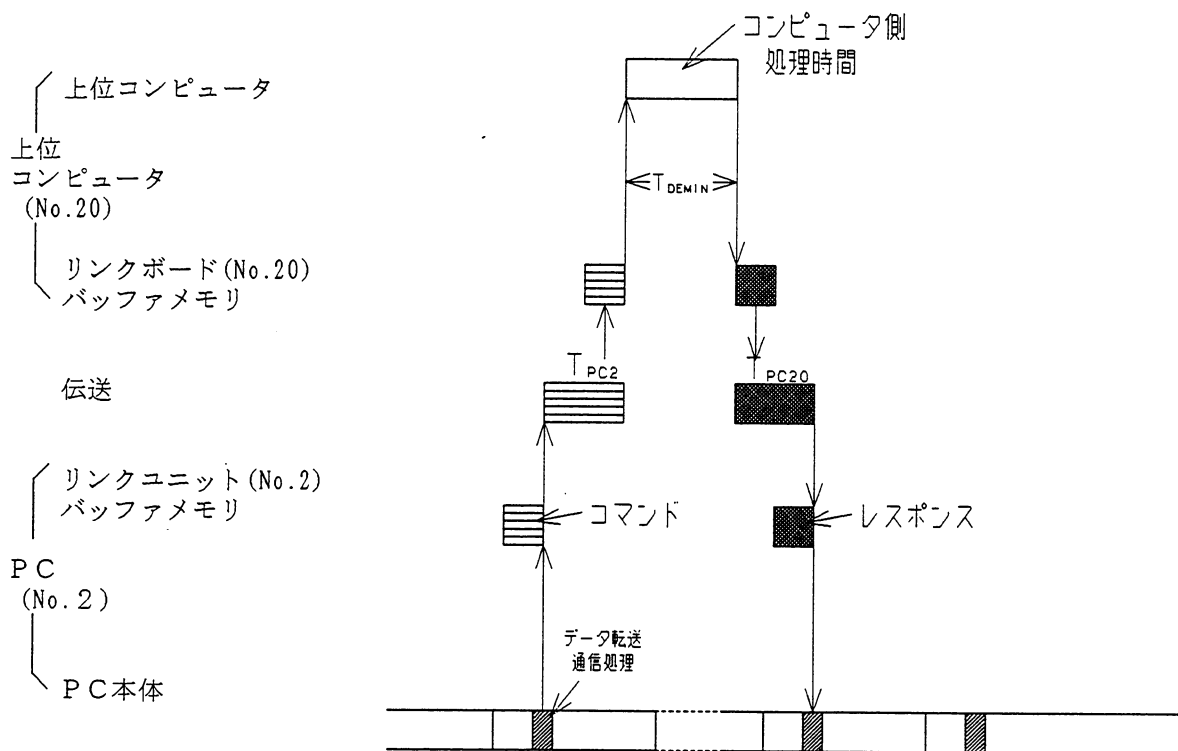 コンピュータ側
処理時間
上位コンピュータ
上位
コンピュータ
(No.20)
T DEMIN
リンクボード(No.20)
バッファメモリ
T PC2
PC20
伝送
リンクユニット(No.2)
バッファメモリ
コマンド
レスポンス
PC
(No.2)
データ転送
通信処理
PC本体